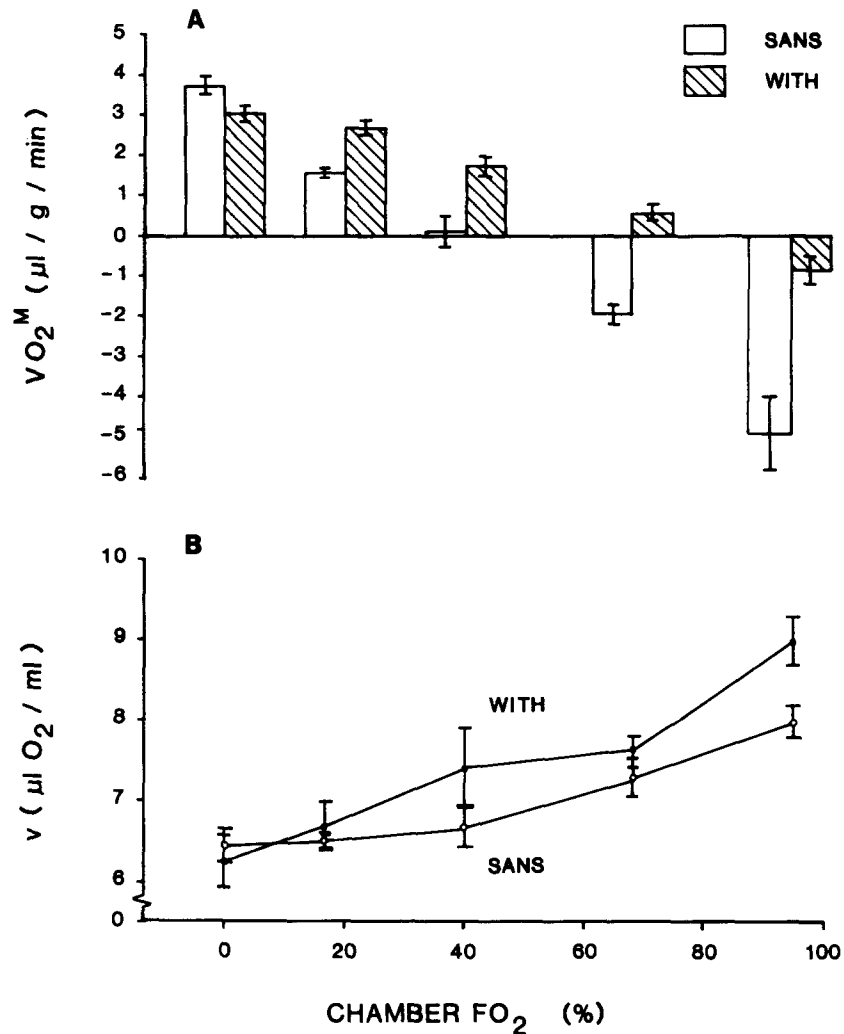 A
SANS
WITH
5
4
3
2
1
0
-1
-2
-3
-4
-5
-6
VO₂ᴹ (μl / g / min)
B
10
9
8
7
6
0
v ( μl O₂ / ml )
WITH
SANS
0 20 40 60 80 100
CHAMBER FO₂ (%)